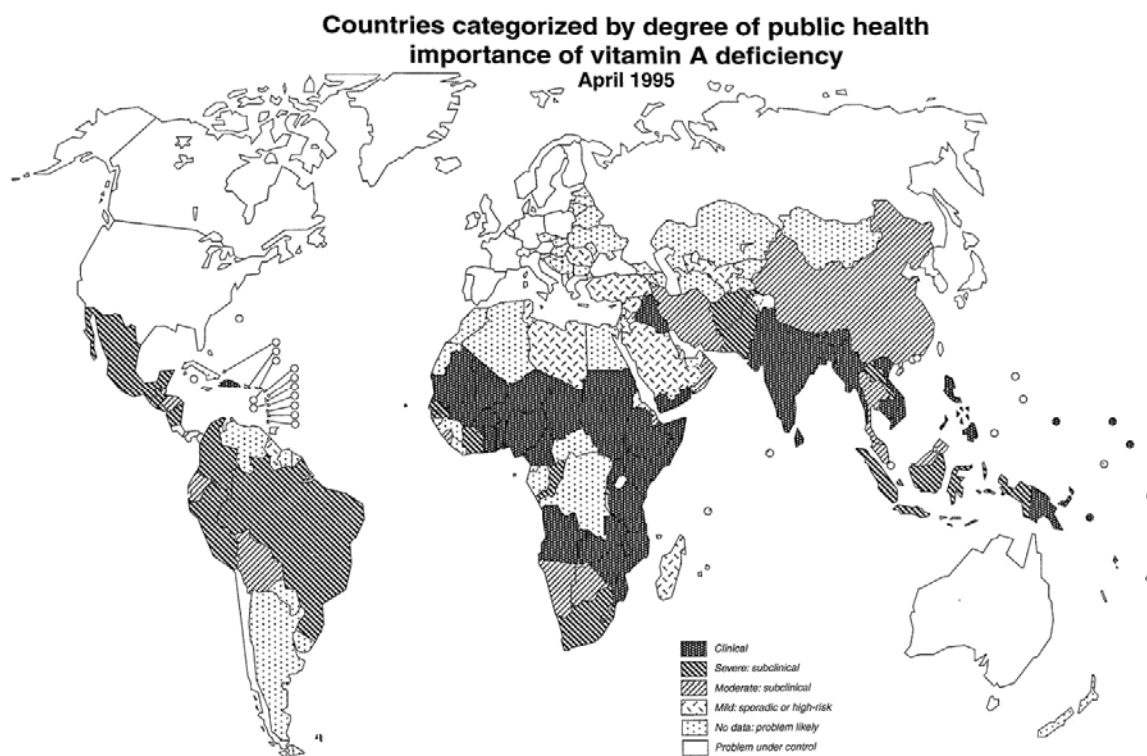 Countries categorized by degree of public health
importance of vitamin A deficiency
April 1995
Clinical
Severe: subclinical
Moderate: subclinical
Mild: sporadic or high-risk
No data: problem likely
Problem under control